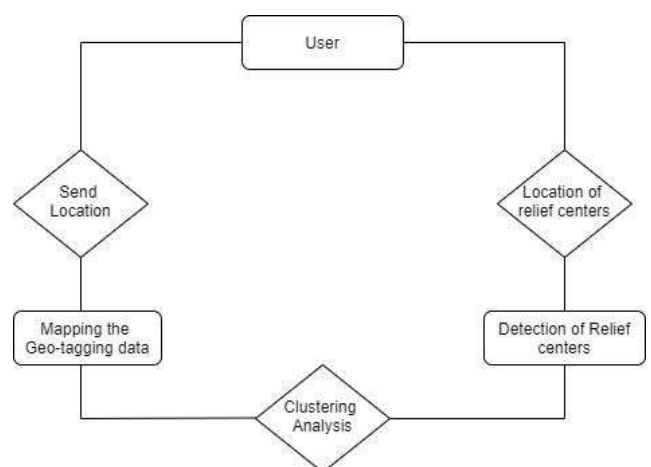 User
Send
Location
Location of
relief centers
Mapping the
Geo-tagging data
Detection of Relief
centers
Clustering
Analysis